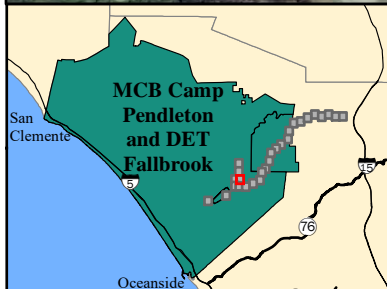 MCB Camp
Pendleton
and DET
Fallbrook
San
Clemente
5
15
76
Oceanside